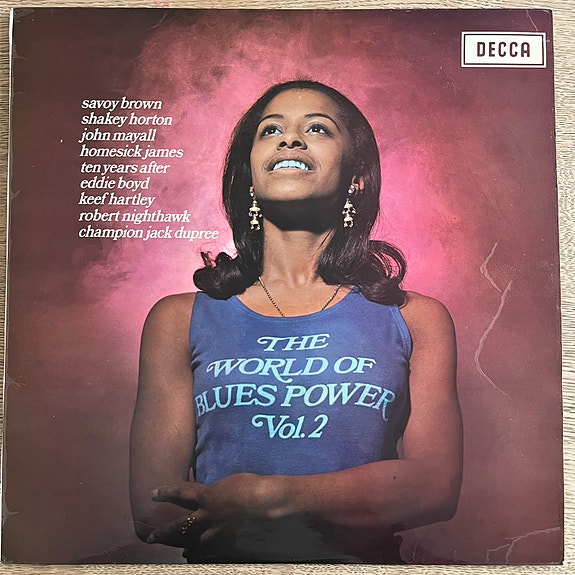 DECCA
savoy brown
shakey horton
john mayall
homesick james
ten years after
eddie boyd
keef hartley
robert nighthawk
champion jack dupree
THE
WORLD OF
BLUES POWER
Vol. 2